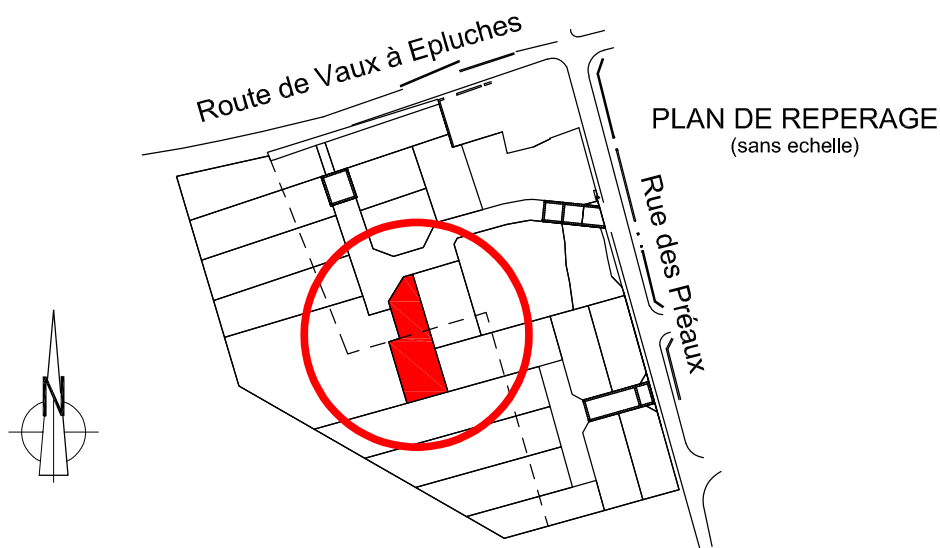 Route de Vaux à Epluches
PLAN DE REPERAGE
(sans echelle)
Rue des Préaux
N